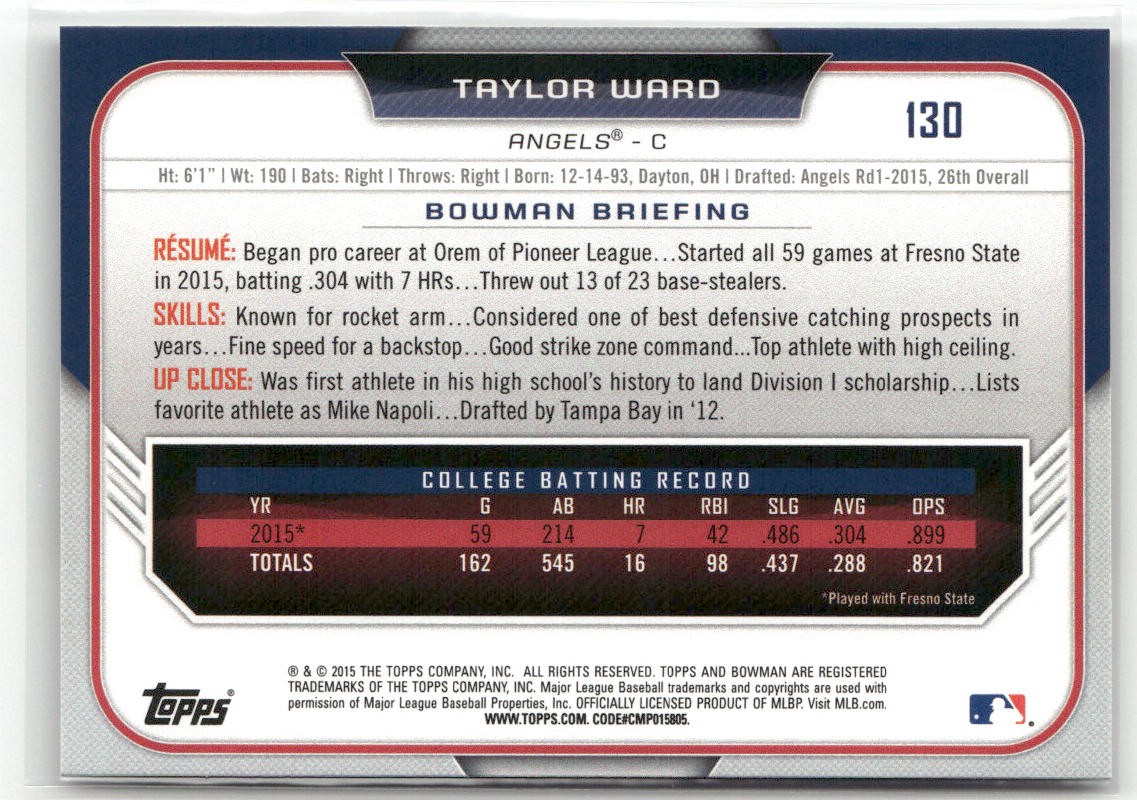 TAYLOR WARD
130
ANGELS® - C
Ht: 6'1" | Wt: 190 | Bats: Right | Throws: Right | Born: 12-14-93, Dayton, OH | Drafted: Angels Rd1-2015, 26th Overall
BOWMAN BRIEFING
RÉSUMÉ: Began pro career at Orem of Pioneer League...Started all 59 games at Fresno State
in 2015, batting .304 with 7 HRs...Threw out 13 of 23 base-stealers.
SKILLS: Known for rocket arm...Considered one of best defensive catching prospects in
years...Fine speed for a backstop...Good strike zone command...Top athlete with high ceiling.
UP CLOSE: Was first athlete in his high school's history to land Division I scholarship...Lists
favorite athlete as Mike Napoli...Drafted by Tampa Bay in '12.
COLLEGE BATTING RECORD
YR G AB HR RBI SLG AVG OPS
2015* 59 214 7 42 .486 .304 .899
TOTALS 162 545 16 98 .437 .288 .821
*Played with Fresno State
® & © 2015 THE TOPPS COMPANY, INC. ALL RIGHTS RESERVED. TOPPS AND BOWMAN ARE REGISTERED
TRADEMARKS OF THE TOPPS COMPANY, INC. Major League Baseball trademarks and copyrights are used with
permission of Major League Baseball Properties, Inc. OFFICIALLY LICENSED PRODUCT OF MLBP. Visit MLB.com.
WWW.TOPPS.COM. CODE#CMP015805.
topps®